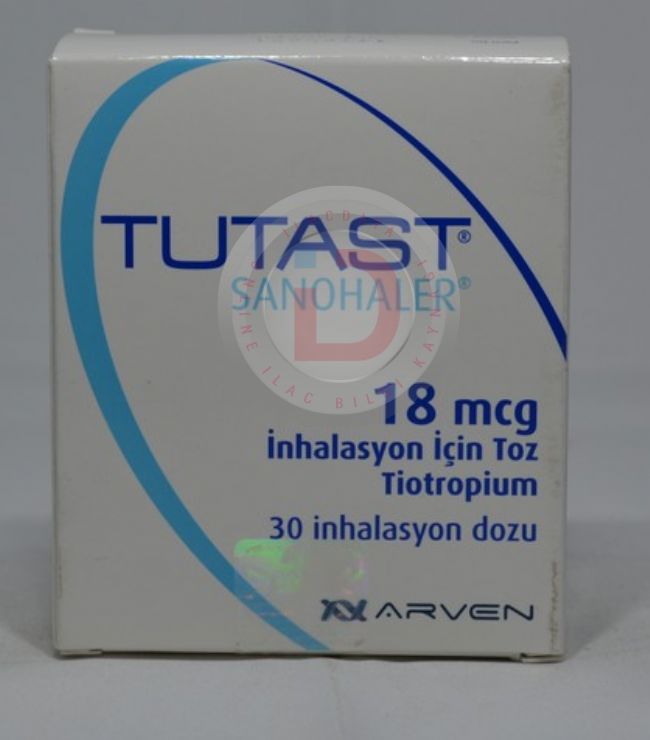 TUTAST®
SANOHALER®
18 mcg
İnhalasyon İçin Toz
Tiotropium
30 inhalasyon dozu
ARVEN